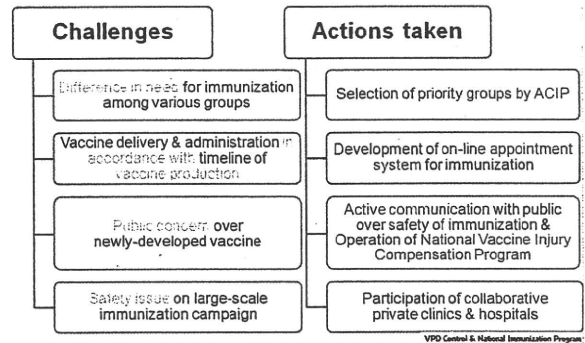 Challenges
Difference in need for immunization
among various groups
Vaccine delivery & administration in
accordance with timeline of
vaccine production
Public concern over
newly-developed vaccine
Safety issue on large-scale
immunization campaign
Actions taken
Selection of priority groups by ACIP
Development of on-line appointment
system for immunization
Active communication with public
over safety of immunization &
Operation of National Vaccine Injury
Compensation Program
Participation of collaborative
private clinics & hospitals
VPD Control & National Immunization Program